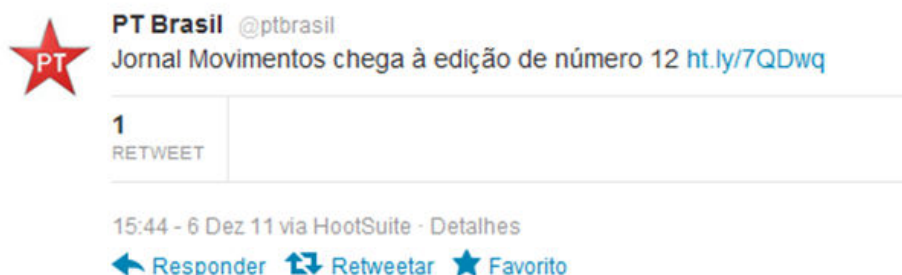 PT
PT Brasil @ptbrasil
Jornal Movimentos chega à edição de número 12 ht.ly/7QDwq
1
RETWEET
15:44 - 6 Dez 11 via HootSuite · Detalhes
Responder Retweetar Favorito